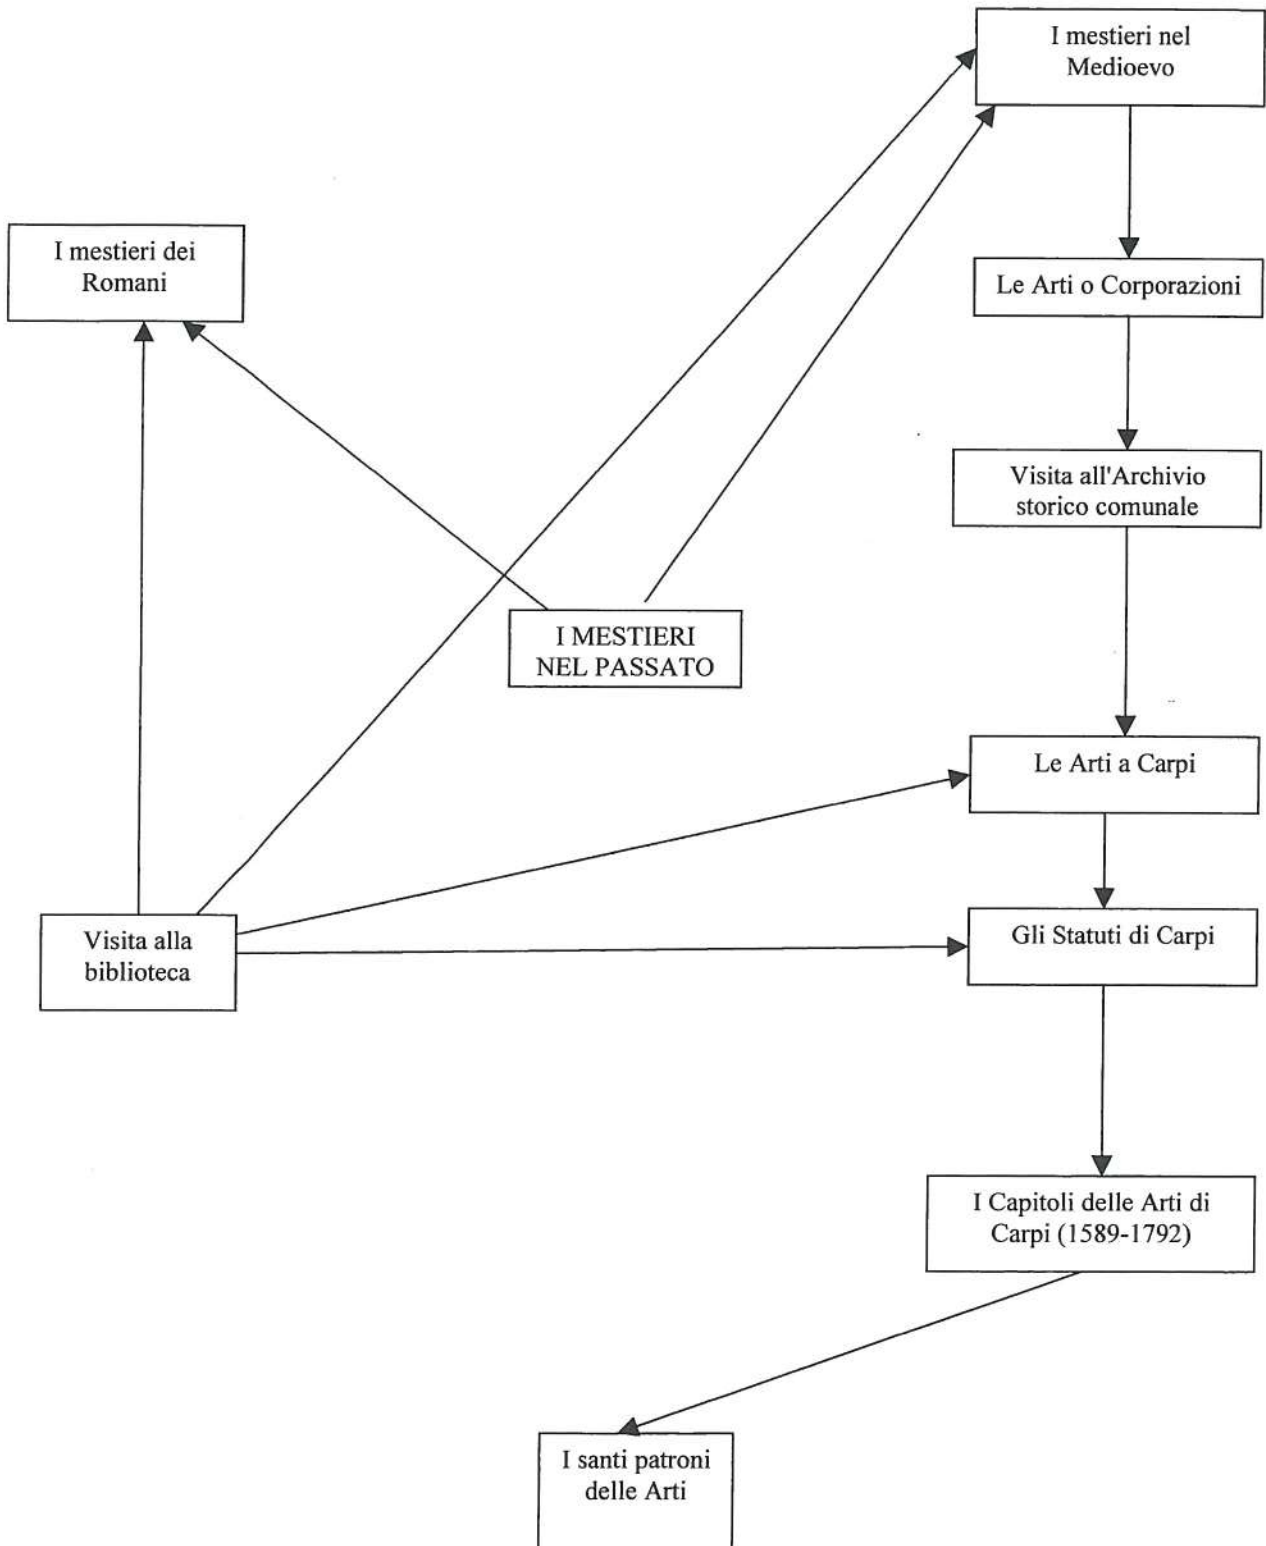 I mestieri nel
Medioevo
I mestieri dei
Romani
Le Arti o Corporazioni
Visita all'Archivio
storico comunale
I MESTIERI
NEL PASSATO
Le Arti a Carpi
Visita alla
biblioteca
Gli Statuti di Carpi
I Capitoli delle Arti di
Carpi (1589-1792)
I santi patroni
delle Arti